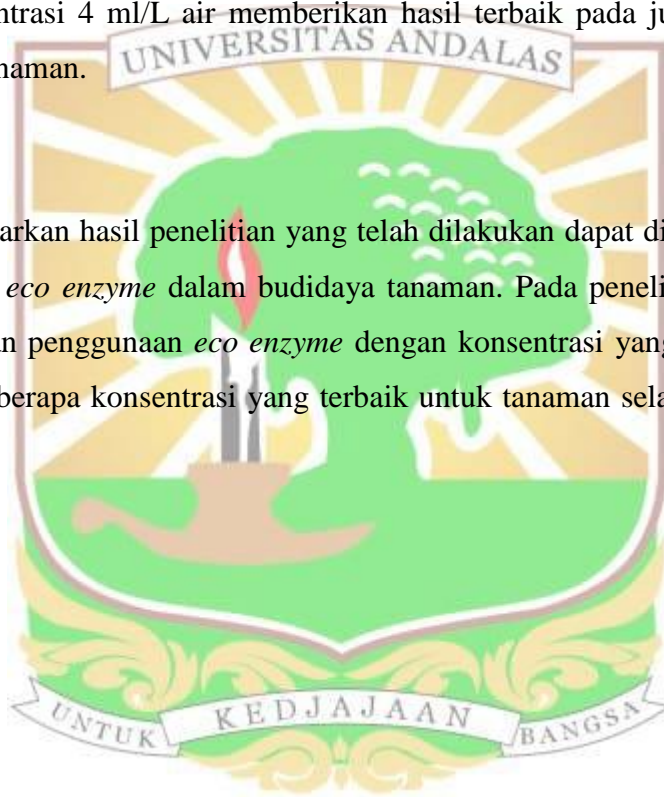 ntrasi 4 ml/L air memberikan hasil terbaik pada ju
naman.
UNIVERSITAS ANDALAS
arkan hasil penelitian yang telah dilakukan dapat di
eco enzyme dalam budidaya tanaman. Pada peneli
an penggunaan eco enzyme dengan konsentrasi yang
berapa konsentrasi yang terbaik untuk tanaman sela
UNTUK KEDJAJAAN BANGSA